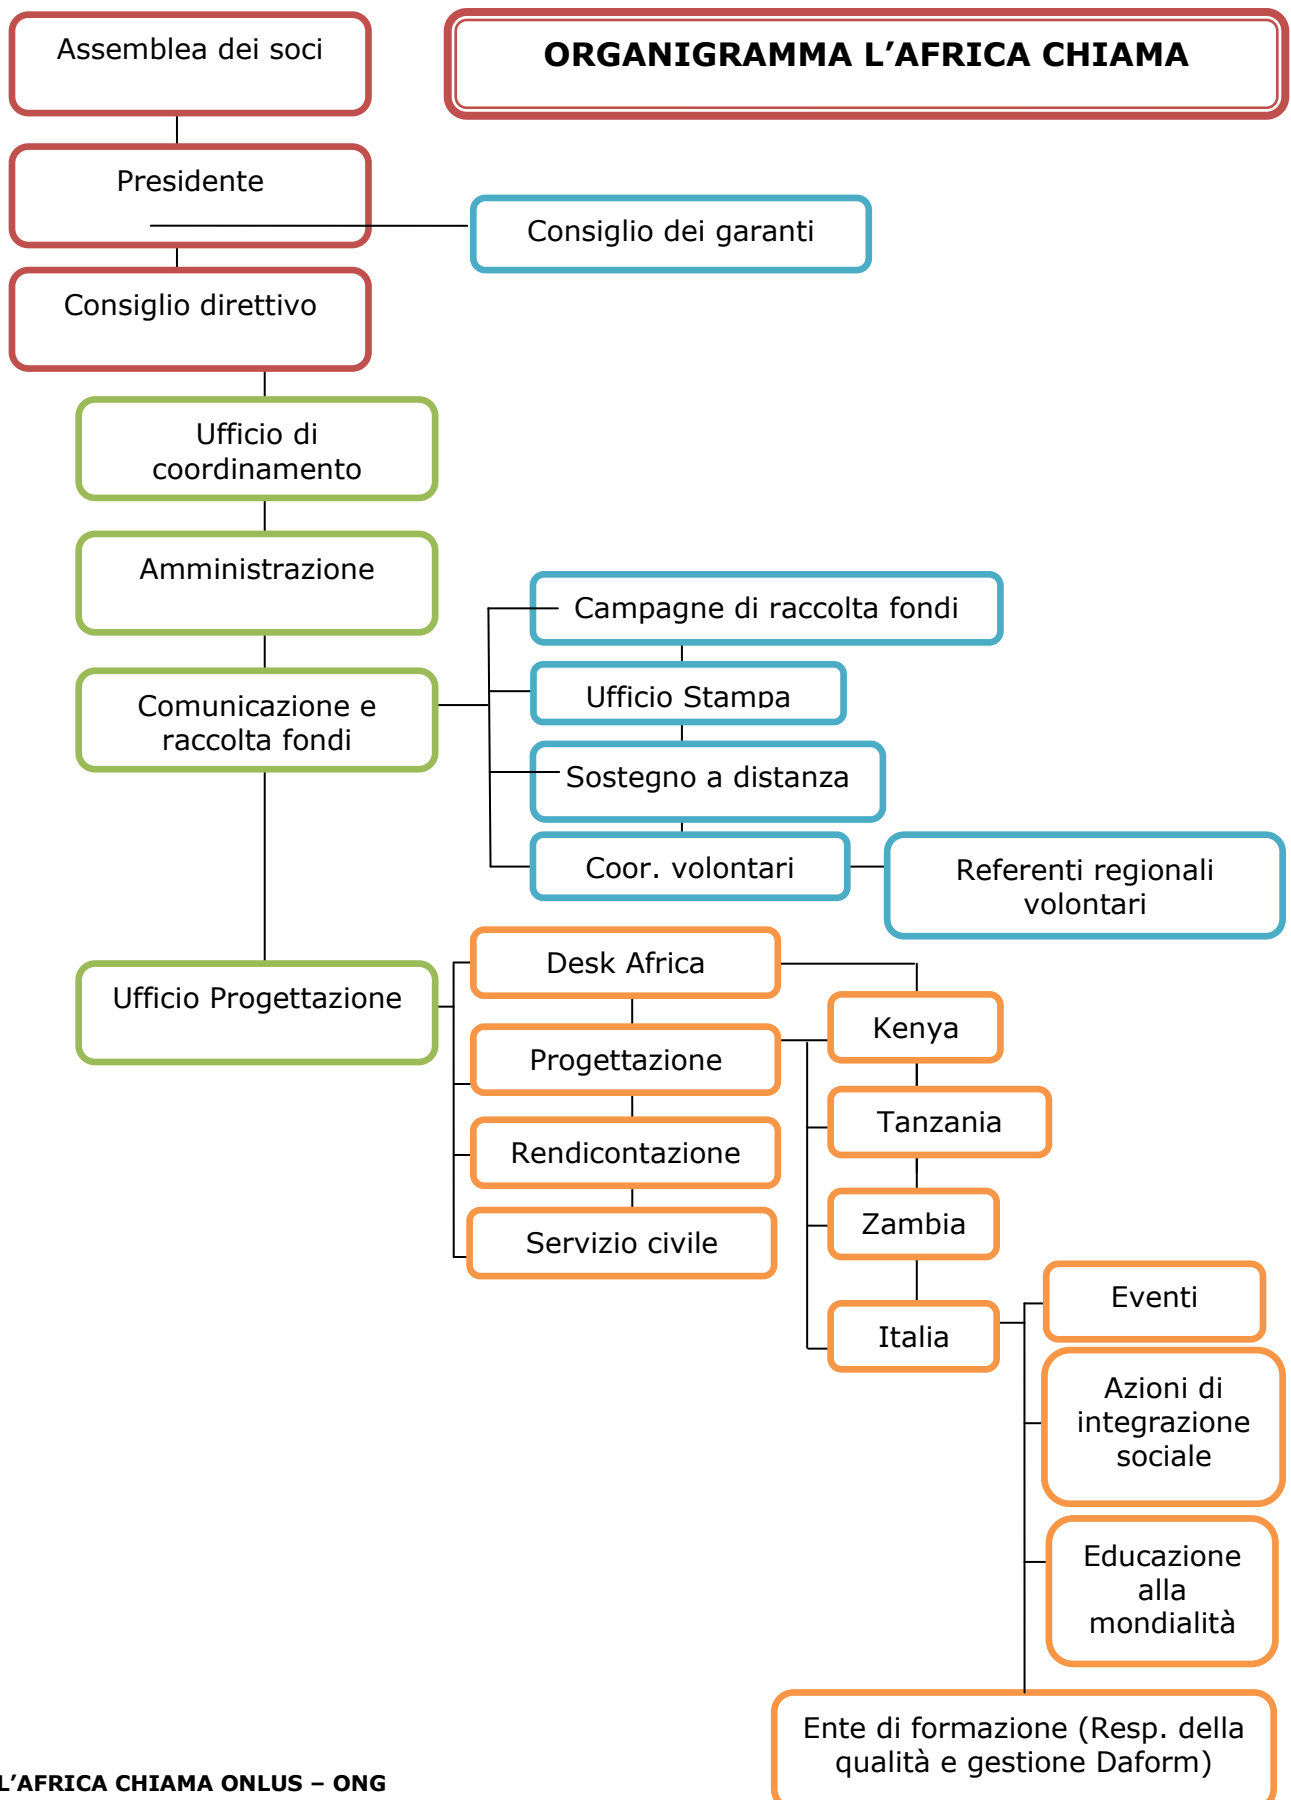 Assemblea dei soci
ORGANIGRAMMA L'AFRICA CHIAMA
Presidente
Consiglio dei garanti
Consiglio direttivo
Ufficio di
coordinamento
Amministrazione
Campagne di raccolta fondi
Ufficio Stampa
Comunicazione e
raccolta fondi
Sostegno a distanza
Coor. volontari
Referenti regionali
volontari
Desk Africa
Ufficio Progettazione
Kenya
Progettazione
Tanzania
Rendicontazione
Zambia
Servizio civile
Eventi
Italia
Azioni di
integrazione
sociale
Educazione
alla
mondialità
Ente di formazione (Resp. della
qualità e gestione Daform)
L'AFRICA CHIAMA ONLUS – ONG